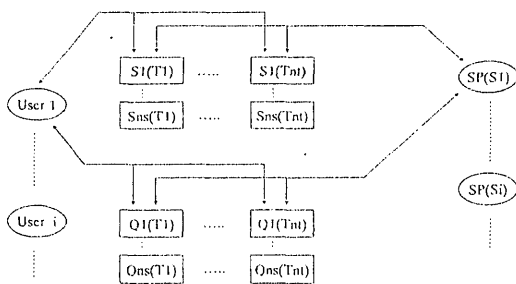 S1(T1) ..... S1(Tnt)
SP(S1)
User 1
Sns(T1) ..... Sns(Tnt)
SP(Si)
User i
Q1(T1) ..... Q1(Tnt)
Qns(T1) ..... Qns(Tnt)